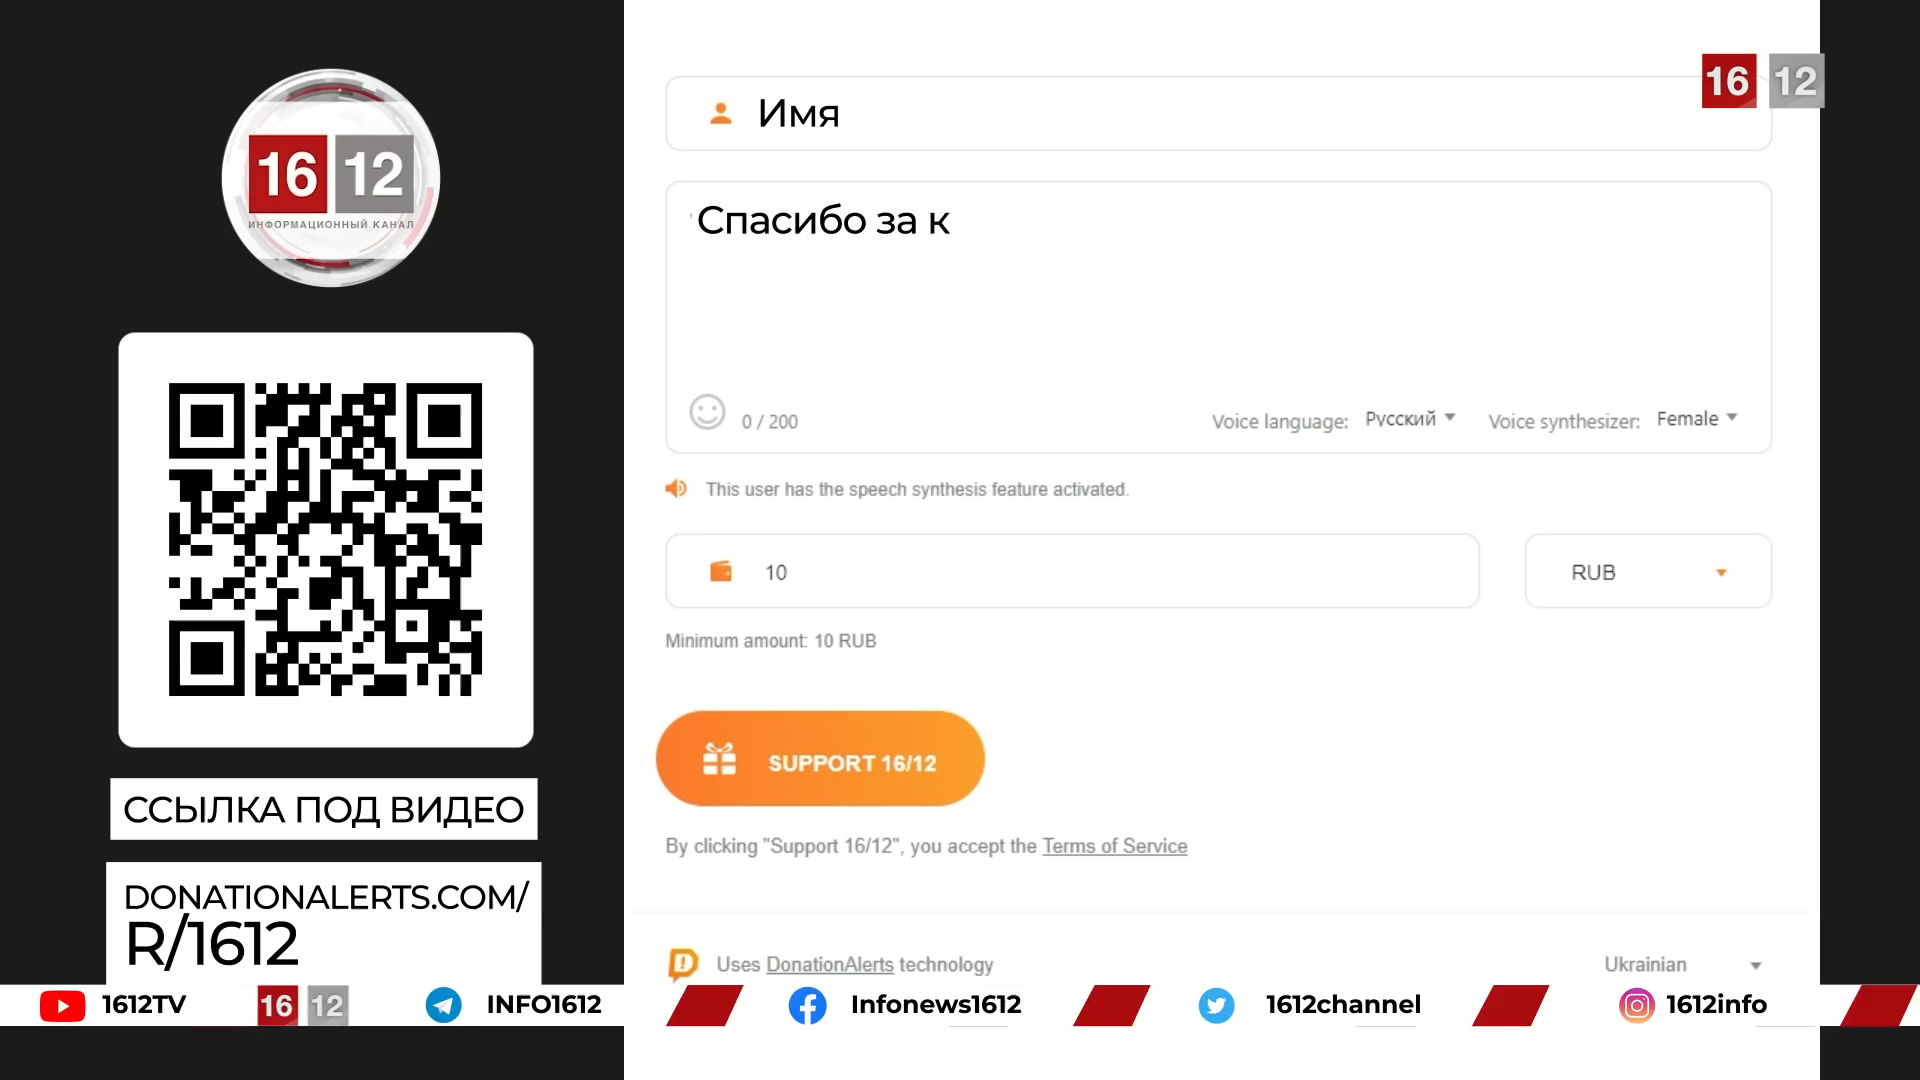 16 12
ИНФОРМАЦИОННЫЙ КАНАЛ
ССЫЛКА ПОД ВИДЕО
DONATIONALERTS.COM/
R/1612
16 12
Имя
Спасибо за к
0 / 200
Voice language: Русский
Voice synthesizer: Female
This user has the speech synthesis feature activated.
10
RUB
Minimum amount: 10 RUB
SUPPORT 16/12
By clicking "Support 16/12", you accept the Terms of Service
Uses DonationAlerts technology
Ukrainian
1612TV
16 12
INFO1612
Infonews1612
1612channel
1612info